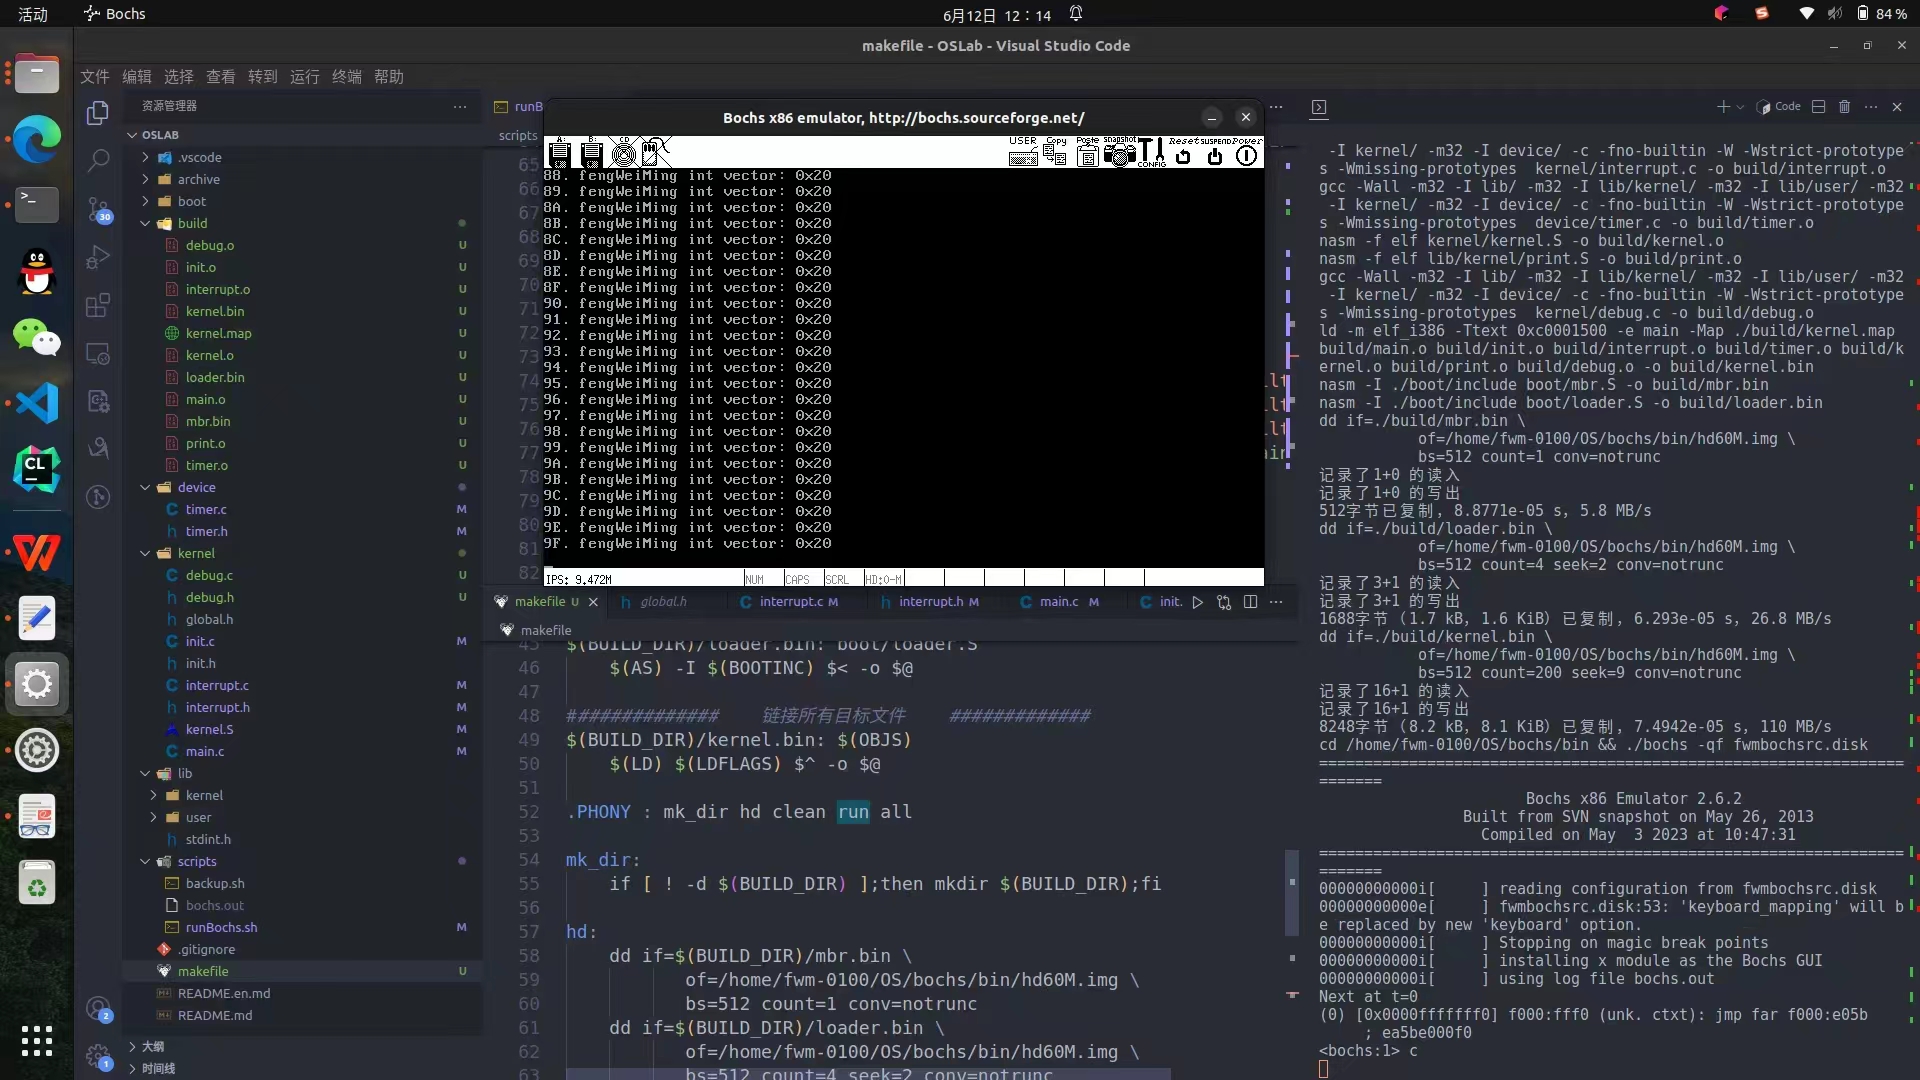 活动
Bochs
6月12日 12：14
84 %
makefile - OSLab - Visual Studio Code
文件 编辑 选择 查看 转到 运行 终端 帮助
资源管理器
OSLAB
.vscode
archive
boot
build
debug.o U
init.o U
interrupt.o U
kernel.bin U
kernel.map U
kernel.o U
loader.bin U
main.o U
mbr.bin U
print.o U
timer.o U
device
timer.c M
timer.h M
kernel
debug.c U
debug.h U
global.h
init.c M
init.h
interrupt.c M
interrupt.h M
kernel.S M
main.c M
lib
kernel
user
stdint.h
scripts
backup.sh
bochs.out
runBochs.sh M
.gitignore
makefile U
README.en.md
README.md
大纲
时间线
30
2
1
runB
scripts
65
66
67
68
69
70
71
72
73
74
75
76
77
78
79
80
81
82
Bochs x86 emulator, http://bochs.sourceforge.net/
A: B: CD USER Copy Paste snapshot CONFIG Reset SUSPEND Power
88. fengWeiMing int vector: 0x20
89. fengWeiMing int vector: 0x20
8A. fengWeiMing int vector: 0x20
8B. fengWeiMing int vector: 0x20
8C. fengWeiMing int vector: 0x20
8D. fengWeiMing int vector: 0x20
8E. fengWeiMing int vector: 0x20
8F. fengWeiMing int vector: 0x20
90. fengWeiMing int vector: 0x20
91. fengWeiMing int vector: 0x20
92. fengWeiMing int vector: 0x20
93. fengWeiMing int vector: 0x20
94. fengWeiMing int vector: 0x20
95. fengWeiMing int vector: 0x20
96. fengWeiMing int vector: 0x20
97. fengWeiMing int vector: 0x20
98. fengWeiMing int vector: 0x20
99. fengWeiMing int vector: 0x20
9A. fengWeiMing int vector: 0x20
9B. fengWeiMing int vector: 0x20
9C. fengWeiMing int vector: 0x20
9D. fengWeiMing int vector: 0x20
9E. fengWeiMing int vector: 0x20
9F. fengWeiMing int vector: 0x20
IPS: 9.472M NUM CAPS SCRL HD:0-M
makefile U global.h interrupt.c M interrupt.h M main.c M init.
makefile
45 $(BUILD_DIR)/loader.bin: boot/loader.S
46 $(AS) -I $(BOOTINC) $< -o $@
47
48 ############## 链接所有目标文件 #############
49 $(BUILD_DIR)/kernel.bin: $(OBJS)
50 $(LD) $(LDFLAGS) $^ -o $@
51
52 .PHONY : mk_dir hd clean run all
53
54 mk_dir:
55 if [ ! -d $(BUILD_DIR) ];then mkdir $(BUILD_DIR);fi
56
57 hd:
58 dd if=$(BUILD_DIR)/mbr.bin \
59 of=/home/fwm-0100/OS/bochs/bin/hd60M.img \
60 bs=512 count=1 conv=notrunc
61 dd if=$(BUILD_DIR)/loader.bin \
62 of=/home/fwm-0100/OS/bochs/bin/hd60M.img \
63 bs=512 count=4 seek=2 conv=notrunc
Code
-I kernel/ -m32 -I device/ -c -fno-builtin -W -Wstrict-prototype
s -Wmissing-prototypes kernel/interrupt.c -o build/interrupt.o
gcc -Wall -m32 -I lib/ -m32 -I lib/kernel/ -m32 -I lib/user/ -m32
-I kernel/ -m32 -I device/ -c -fno-builtin -W -Wstrict-prototype
s -Wmissing-prototypes device/timer.c -o build/timer.o
nasm -f elf kernel/kernel.S -o build/kernel.o
nasm -f elf lib/kernel/print.S -o build/print.o
gcc -Wall -m32 -I lib/ -m32 -I lib/kernel/ -m32 -I lib/user/ -m32
-I kernel/ -m32 -I device/ -c -fno-builtin -W -Wstrict-prototype
s -Wmissing-prototypes kernel/debug.c -o build/debug.o
ld -m elf_i386 -Ttext 0xc0001500 -e main -Map ./build/kernel.map
build/main.o build/init.o build/interrupt.o build/timer.o build/k
ernel.o build/print.o build/debug.o -o build/kernel.bin
nasm -I ./boot/include boot/mbr.S -o build/mbr.bin
nasm -I ./boot/include boot/loader.S -o build/loader.bin
dd if=./build/mbr.bin \
of=/home/fwm-0100/OS/bochs/bin/hd60M.img \
bs=512 count=1 conv=notrunc
记录了1+0 的读入
记录了1+0 的写出
512字节已复制，8.8771e-05 s，5.8 MB/s
dd if=./build/loader.bin \
of=/home/fwm-0100/OS/bochs/bin/hd60M.img \
bs=512 count=4 seek=2 conv=notrunc
记录了3+1 的读入
记录了3+1 的写出
1688字节（1.7 kB，1.6 KiB）已复制，6.293e-05 s，26.8 MB/s
dd if=./build/kernel.bin \
of=/home/fwm-0100/OS/bochs/bin/hd60M.img \
bs=512 count=200 seek=9 conv=notrunc
记录了16+1 的读入
记录了16+1 的写出
8248字节（8.2 kB，8.1 KiB）已复制，7.4942e-05 s，110 MB/s
cd /home/fwm-0100/OS/bochs/bin && ./bochs -qf fwmbochsrc.disk
=================================================================
=======
Bochs x86 Emulator 2.6.2
Built from SVN snapshot on May 26, 2013
Compiled on May 3 2023 at 10:47:31
=================================================================
=======
00000000000i[ ] reading configuration from fwmbochsrc.disk
00000000000e[ ] fwmbochsrc.disk:53: 'keyboard_mapping' will b
e replaced by new 'keyboard' option.
00000000000i[ ] Stopping on magic break points
00000000000i[ ] installing x module as the Bochs GUI
00000000000i[ ] using log file bochs.out
Next at t=0
(0) [0x0000fffffff0] f000:fff0 (unk. ctxt): jmp far f000:e05b
; ea5be000f0
<bochs:1> c